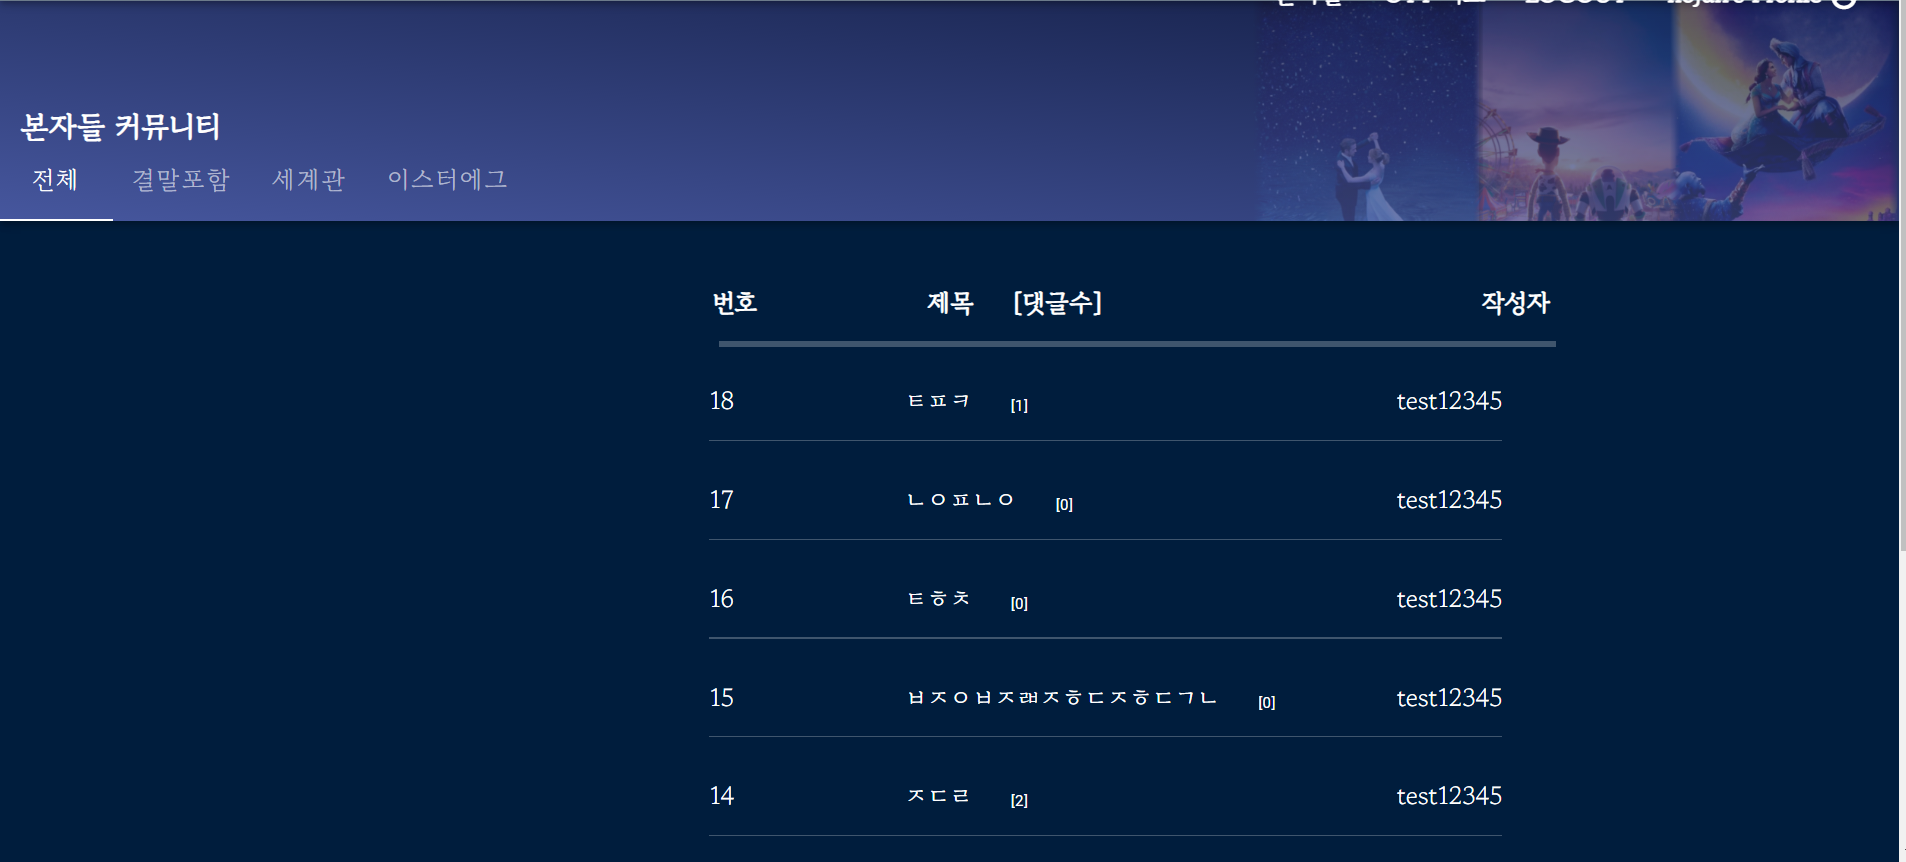 본자들 커뮤니티
전체 결말포함 세계관 이스터에그
번호 제목 [댓글수] 작성자
18 ㅌㅍㅋ [1] test12345
17 ㄴㅇㅍㄴㅇ [0] test12345
16 ㅌㅎㅊ [0] test12345
15 [0] test12345
14 ㅈㄷㄹ [2] test12345